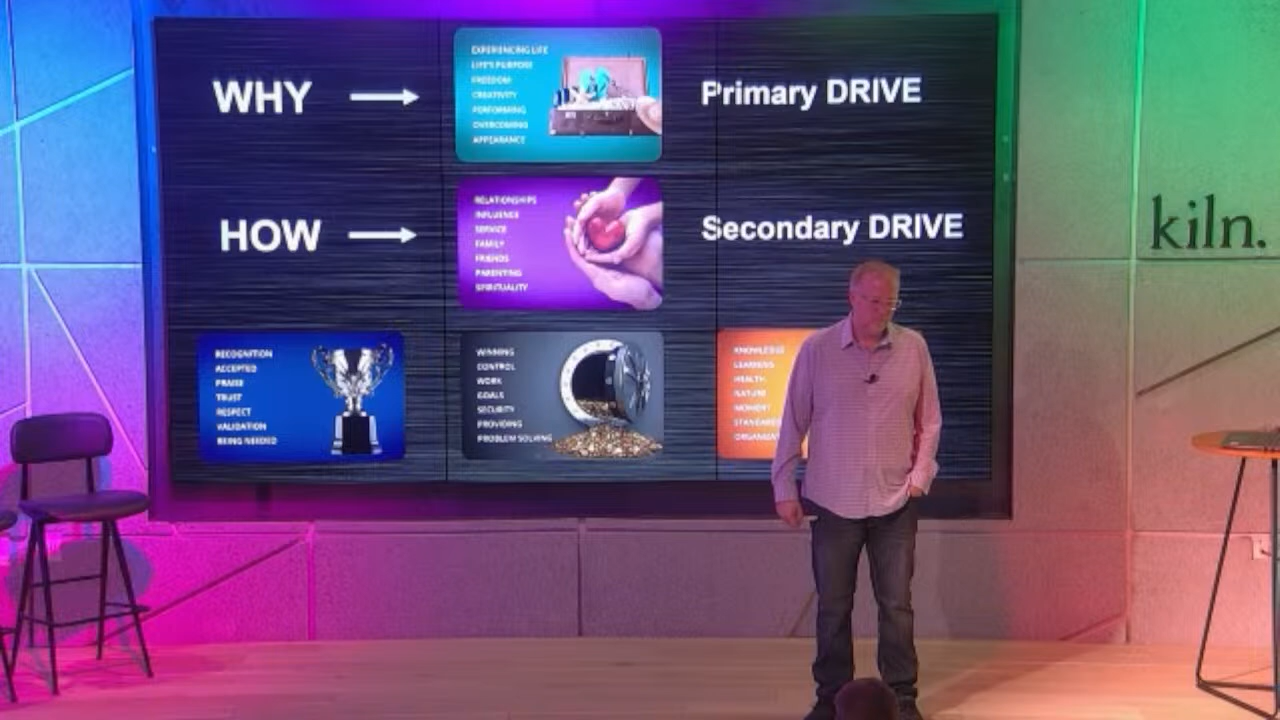 WHY
EXPERIENCING LIFE
LIFE'S PURPOSE
FREEDOM
CREATIVITY
PERFORMING
OVERCOMING
APPEARANCE
Primary DRIVE
HOW
RELATIONSHIPS
INFLUENCE
SERVICE
FAMILY
FRIENDS
PARENTING
SPIRITUALITY
Secondary DRIVE
kiln.
RECOGNITION
ACCEPTED
PRAISE
TRUST
RESPECT
VALIDATION
BEING NEEDED
WINNING
CONTROL
WORK
GOALS
SECURITY
PROVIDING
PROBLEM SOLVING
KNOWLEDGE
LEARNING
HEALTH
NATURE